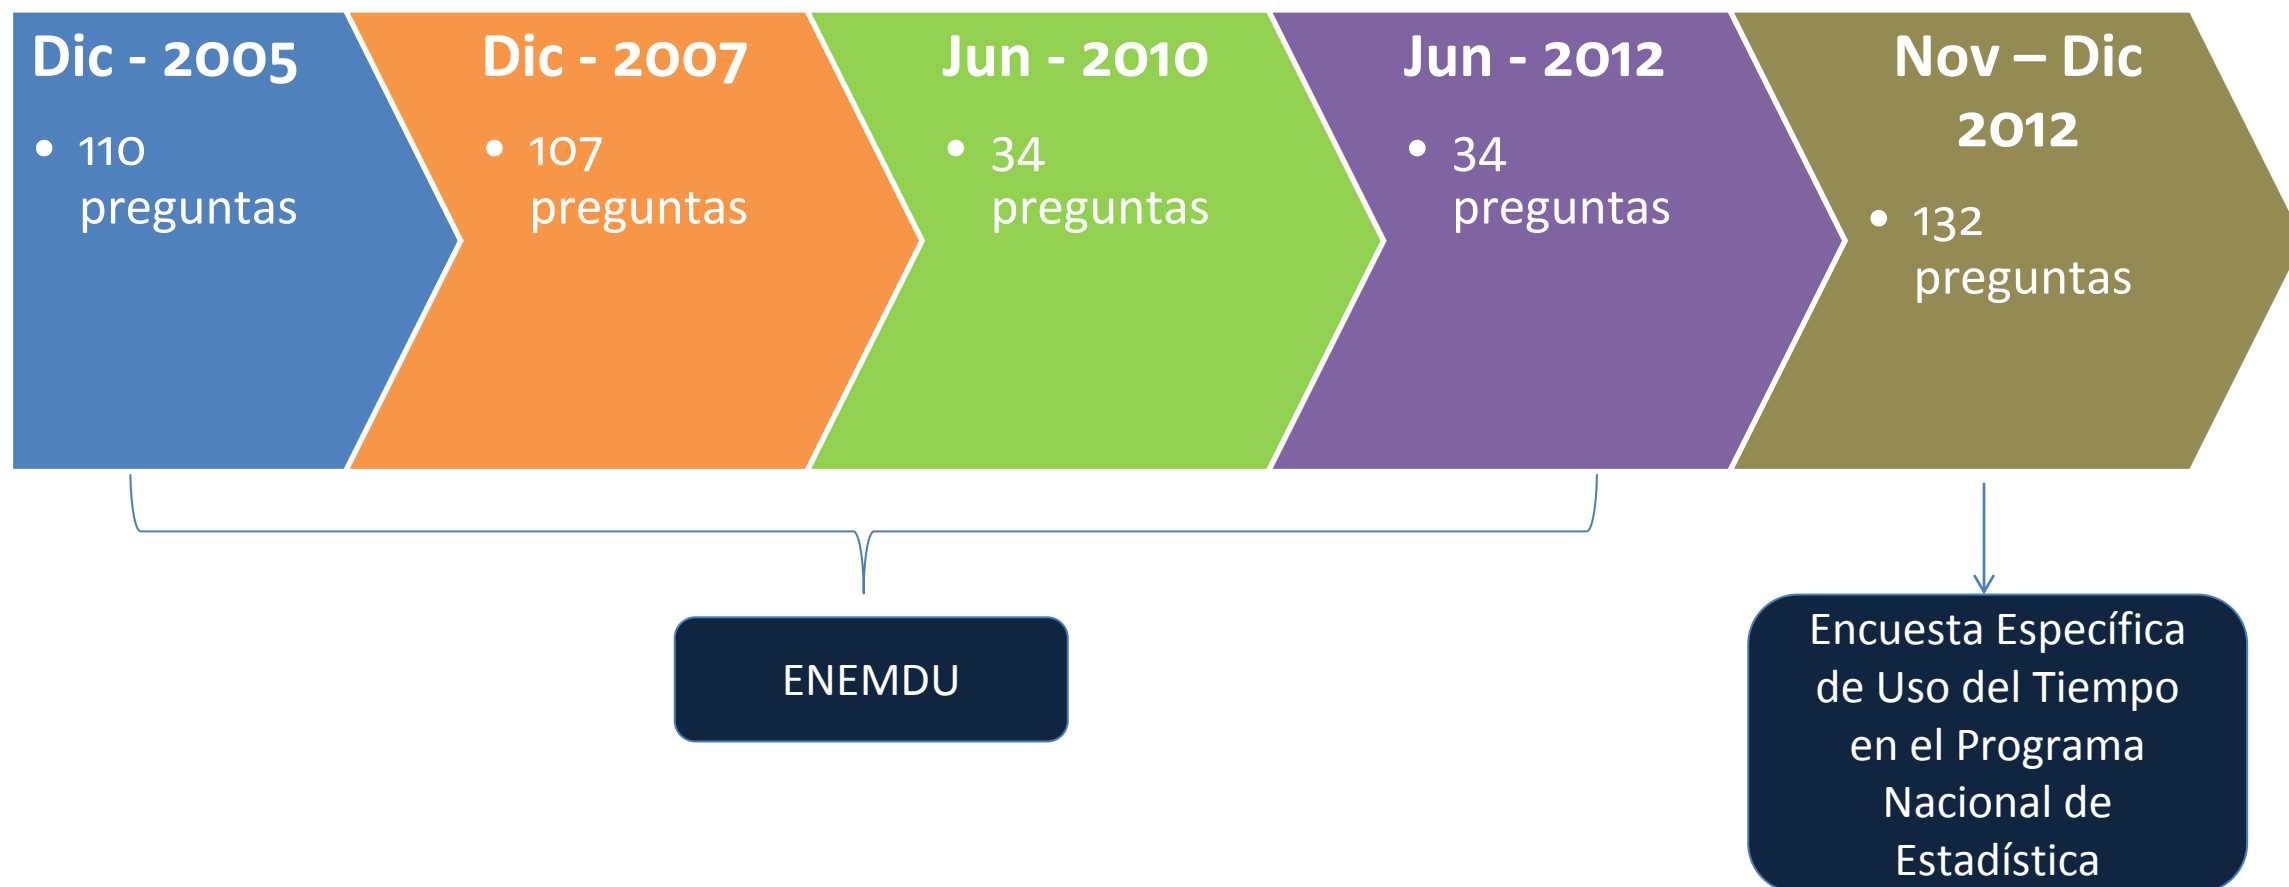 Dic - 2005
• 110
preguntas
Dic - 2007
• 107
preguntas
Jun - 2010
• 34
preguntas
Jun - 2012
• 34
preguntas
Nov – Dic
2012
• 132
preguntas
ENEMDU
Encuesta Específica
de Uso del Tiempo
en el Programa
Nacional de
Estadística